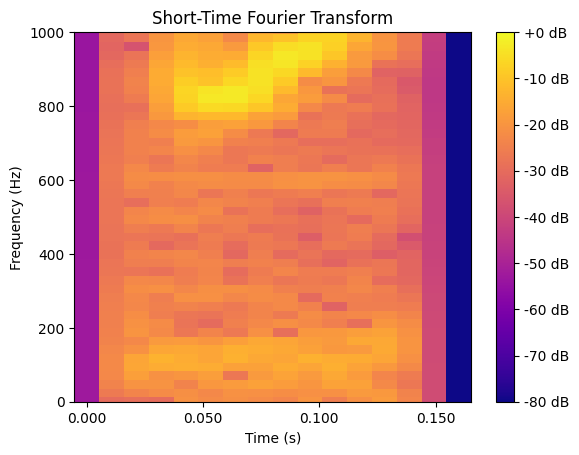 Short-Time Fourier Transform
Frequency (Hz)
1000
800
600
400
200
0
0.000 0.050 0.100 0.150
Time (s)
+0 dB
-10 dB
-20 dB
-30 dB
-40 dB
-50 dB
-60 dB
-70 dB
-80 dB